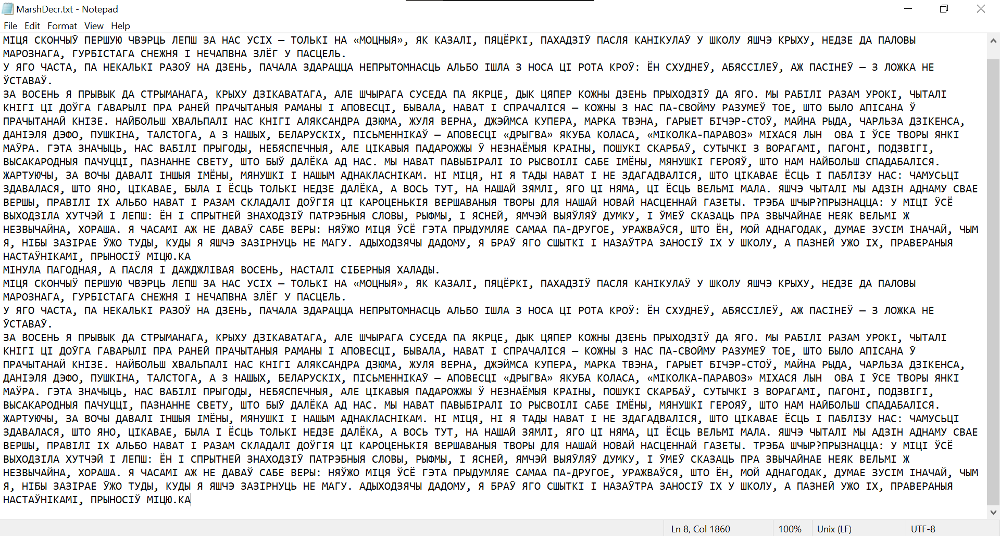 MarshDecr.txt - Notepad
File Edit Format View Help
МІЦЯ СКОНЧЫЎ ПЕРШУЮ ЧВЭРЦЬ ЛЕПШ ЗА НАС УСІХ — ТОЛЬКІ НА «МОЦНЫЯ», ЯК КАЗАЛІ, ПЯЦЁРКІ, ПАХАДЗІЎ ПАСЛЯ КАНІКУЛАЎ У ШКОЛУ ЯШЧЭ КРЫХУ, НЕДЗЕ ДА ПАЛОВЫ
МАРОЗНАГА, ГУРБІСТАГА СНЕЖНЯ І НЕЧАПВНА ЗЛЁГ У ПАСЦЕЛЬ.
У ЯГО ЧАСТА, ПА НЕКАЛЬКІ РАЗОЎ НА ДЗЕНЬ, ПАЧАЛА ЗДАРАЦЦА НЕПРЫТОМНАСЦЬ АЛЬБО ІШЛА З НОСА ЦІ РОТА КРОЎ: ЁН СХУДНЕЎ, АБЯССІЛЕЎ, АЖ ПАСІНЕЎ — З ЛОЖКА НЕ
ЎСТАВАЎ.
ЗА ВОСЕНЬ Я ПРЫВЫК ДА СТРЫМАНАГА, КРЫХУ ДЗІКАВАТАГА, АЛЕ ШЧЫРАГА СУСЕДА ПА ЯКРЦЕ, ДЫК ЦЯПЕР КОЖНЫ ДЗЕНЬ ПРЫХОДЗІЎ ДА ЯГО. МЫ РАБІЛІ РАЗАМ УРОКІ, ЧЫТАЛІ
КНІГІ ЦІ ДОЎГА ГАВАРЫЛІ ПРА РАНЕЙ ПРАЧЫТАНЫЯ РАМАНЫ І АПОВЕСЦІ, БЫВАЛА, НАВАТ І СПРАЧАЛІСЯ — КОЖНЫ З НАС ПА-СВОЙМУ РАЗУМЕЎ ТОЕ, ШТО БЫЛО АПІСАНА Ў
ПРАЧЫТАНАЙ КНІЗЕ. НАЙБОЛЬШ ХВАЛЬПАЛІ НАС КНІГІ АЛЯКСАНДРА ДЗЮМА, ЖУЛЯ ВЕРНА, ДЖЭЙМСА КУПЕРА, МАРКА ТВЭНА, ГАРЫЕТ БІЧЭР-СТОЎ, МАЙНА РЫДА, ЧАРЛЬЗА ДЗІКЕНСА,
ДАНІЭЛЯ ДЭФО, ПУШКІНА, ТАЛСТОГА, А З НАШЫХ, БЕЛАРУСКІХ, ПІСЬМЕННІКАЎ — АПОВЕСЦІ «ДРЫГВА» ЯКУБА КОЛАСА, «МІКОЛКА-ПАРАВОЗ» МІХАСЯ ЛЫН  ОВА І ЎСЕ ТВОРЫ ЯНКІ
МАЎРА. ГЭТА ЗНАЧЫЦЬ, НАС ВАБІЛІ ПРЫГОДЫ, НЕБЯСПЕЧНЫЯ, АЛЕ ЦІКАВЫЯ ПАДАРОЖЖЫ Ў НЕЗНАЁМЫЯ КРАІНЫ, ПОШУКІ СКАРБАЎ, СУТЫЧКІ З ВОРАГАМІ, ПАГОНІ, ПОДЗВІГІ,
ВЫСАКАРОДНЫЯ ПАЧУЦЦІ, ПАЗНАННЕ СВЕТУ, ШТО БЫЎ ДАЛЁКА АД НАС. МЫ НАВАТ ПАВЫБІРАЛІ ІО РЫСВОІЛІ САБЕ ІМЁНЫ, МЯНУШКІ ГЕРОЯЎ, ШТО НАМ НАЙБОЛЬШ СПАДАБАЛІСЯ.
ЖАРТУЮЧЫ, ЗА ВОЧЫ ДАВАЛІ ІНШЫЯ ІМЁНЫ, МЯНУШКІ І НАШЫМ АДНАКЛАСНІКАМ. НІ МІЦЯ, НІ Я ТАДЫ НАВАТ І НЕ ЗДАГАДВАЛІСЯ, ШТО ЦІКАВАЕ ЁСЦЬ І ПАБЛІЗУ НАС: ЧАМУСЬЦІ
ЗДАВАЛАСЯ, ШТО ЯНО, ЦІКАВАЕ, БЫЛА І ЁСЦЬ ТОЛЬКІ НЕДЗЕ ДАЛЁКА, А ВОСЬ ТУТ, НА НАШАЙ ЗЯМЛІ, ЯГО ЦІ НЯМА, ЦІ ЁСЦЬ ВЕЛЬМІ МАЛА. ЯШЧЭ ЧЫТАЛІ МЫ АДЗІН АДНАМУ СВАЕ
ВЕРШЫ, ПРАВІЛІ ІХ АЛЬБО НАВАТ І РАЗАМ СКЛАДАЛІ ДОЎГІЯ ЦІ КАРОЦЕНЬКІЯ ВЕРШАВАНЫЯ ТВОРЫ ДЛЯ НАШАЙ НОВАЙ НАСЦЕННАЙ ГАЗЕТЫ. ТРЭБА ШЧЫР?ПРЫЗНАЦЦА: У МІЦІ ЎСЁ
ВЫХОДЗІЛА ХУТЧЭЙ І ЛЕПШ: ЁН І СПРЫТНЕЙ ЗНАХОДЗІЎ ПАТРЭБНЫЯ СЛОВЫ, РЫФМЫ, І ЯСНЕЙ, ЯМЧЭЙ ВЫЯЎЛЯЎ ДУМКУ, І ЎМЕЎ СКАЗАЦЬ ПРА ЗВЫЧАЙНАЕ НЕЯК ВЕЛЬМІ Ж
НЕЗВЫЧАЙНА, ХОРАША. Я ЧАСАМІ АЖ НЕ ДАВАЎ САБЕ ВЕРЫ: НЯЎЖО МІЦЯ ЎСЁ ГЭТА ПРЫДУМЛЯЕ САМАА ПА-ДРУГОЕ, УРАЖВАЎСЯ, ШТО ЁН, МОЙ АДНАГОДАК, ДУМАЕ ЗУСІМ ІНАЧАЙ, ЧЫМ
Я, НІБЫ ЗАЗІРАЕ ЎЖО ТУДЫ, КУДЫ Я ЯШЧЭ ЗАЗІРНУЦЬ НЕ МАГУ. АДЫХОДЗЯЧЫ ДАДОМУ, Я БРАЎ ЯГО СШЫТКІ І НАЗАЎТРА ЗАНОСІЎ ІХ У ШКОЛУ, А ПАЗНЕЙ УЖО ІХ, ПРАВЕРАНЫЯ
НАСТАЎНІКАМІ, ПРЫНОСІЎ МІЦЮ.КА
МІНУЛА ПАГОДНАЯ, А ПАСЛЯ І ДАЖДЖЛІВАЯ ВОСЕНЬ, НАСТАЛІ СІБЕРНЫЯ ХАЛАДЫ.
МІЦЯ СКОНЧЫЎ ПЕРШУЮ ЧВЭРЦЬ ЛЕПШ ЗА НАС УСІХ — ТОЛЬКІ НА «МОЦНЫЯ», ЯК КАЗАЛІ, ПЯЦЁРКІ, ПАХАДЗІЎ ПАСЛЯ КАНІКУЛАЎ У ШКОЛУ ЯШЧЭ КРЫХУ, НЕДЗЕ ДА ПАЛОВЫ
МАРОЗНАГА, ГУРБІСТАГА СНЕЖНЯ І НЕЧАПВНА ЗЛЁГ У ПАСЦЕЛЬ.
У ЯГО ЧАСТА, ПА НЕКАЛЬКІ РАЗОЎ НА ДЗЕНЬ, ПАЧАЛА ЗДАРАЦЦА НЕПРЫТОМНАСЦЬ АЛЬБО ІШЛА З НОСА ЦІ РОТА КРОЎ: ЁН СХУДНЕЎ, АБЯССІЛЕЎ, АЖ ПАСІНЕЎ — З ЛОЖКА НЕ
ЎСТАВАЎ.
ЗА ВОСЕНЬ Я ПРЫВЫК ДА СТРЫМАНАГА, КРЫХУ ДЗІКАВАТАГА, АЛЕ ШЧЫРАГА СУСЕДА ПА ЯКРЦЕ, ДЫК ЦЯПЕР КОЖНЫ ДЗЕНЬ ПРЫХОДЗІЎ ДА ЯГО. МЫ РАБІЛІ РАЗАМ УРОКІ, ЧЫТАЛІ
КНІГІ ЦІ ДОЎГА ГАВАРЫЛІ ПРА РАНЕЙ ПРАЧЫТАНЫЯ РАМАНЫ І АПОВЕСЦІ, БЫВАЛА, НАВАТ І СПРАЧАЛІСЯ — КОЖНЫ З НАС ПА-СВОЙМУ РАЗУМЕЎ ТОЕ, ШТО БЫЛО АПІСАНА Ў
ПРАЧЫТАНАЙ КНІЗЕ. НАЙБОЛЬШ ХВАЛЬПАЛІ НАС КНІГІ АЛЯКСАНДРА ДЗЮМА, ЖУЛЯ ВЕРНА, ДЖЭЙМСА КУПЕРА, МАРКА ТВЭНА, ГАРЫЕТ БІЧЭР-СТОЎ, МАЙНА РЫДА, ЧАРЛЬЗА ДЗІКЕНСА,
ДАНІЭЛЯ ДЭФО, ПУШКІНА, ТАЛСТОГА, А З НАШЫХ, БЕЛАРУСКІХ, ПІСЬМЕННІКАЎ — АПОВЕСЦІ «ДРЫГВА» ЯКУБА КОЛАСА, «МІКОЛКА-ПАРАВОЗ» МІХАСЯ ЛЫН  ОВА І ЎСЕ ТВОРЫ ЯНКІ
МАЎРА. ГЭТА ЗНАЧЫЦЬ, НАС ВАБІЛІ ПРЫГОДЫ, НЕБЯСПЕЧНЫЯ, АЛЕ ЦІКАВЫЯ ПАДАРОЖЖЫ Ў НЕЗНАЁМЫЯ КРАІНЫ, ПОШУКІ СКАРБАЎ, СУТЫЧКІ З ВОРАГАМІ, ПАГОНІ, ПОДЗВІГІ,
ВЫСАКАРОДНЫЯ ПАЧУЦЦІ, ПАЗНАННЕ СВЕТУ, ШТО БЫЎ ДАЛЁКА АД НАС. МЫ НАВАТ ПАВЫБІРАЛІ ІО РЫСВОІЛІ САБЕ ІМЁНЫ, МЯНУШКІ ГЕРОЯЎ, ШТО НАМ НАЙБОЛЬШ СПАДАБАЛІСЯ.
ЖАРТУЮЧЫ, ЗА ВОЧЫ ДАВАЛІ ІНШЫЯ ІМЁНЫ, МЯНУШКІ І НАШЫМ АДНАКЛАСНІКАМ. НІ МІЦЯ, НІ Я ТАДЫ НАВАТ І НЕ ЗДАГАДВАЛІСЯ, ШТО ЦІКАВАЕ ЁСЦЬ І ПАБЛІЗУ НАС: ЧАМУСЬЦІ
ЗДАВАЛАСЯ, ШТО ЯНО, ЦІКАВАЕ, БЫЛА І ЁСЦЬ ТОЛЬКІ НЕДЗЕ ДАЛЁКА, А ВОСЬ ТУТ, НА НАШАЙ ЗЯМЛІ, ЯГО ЦІ НЯМА, ЦІ ЁСЦЬ ВЕЛЬМІ МАЛА. ЯШЧЭ ЧЫТАЛІ МЫ АДЗІН АДНАМУ СВАЕ
ВЕРШЫ, ПРАВІЛІ ІХ АЛЬБО НАВАТ І РАЗАМ СКЛАДАЛІ ДОЎГІЯ ЦІ КАРОЦЕНЬКІЯ ВЕРШАВАНЫЯ ТВОРЫ ДЛЯ НАШАЙ НОВАЙ НАСЦЕННАЙ ГАЗЕТЫ. ТРЭБА ШЧЫР?ПРЫЗНАЦЦА: У МІЦІ ЎСЁ
ВЫХОДЗІЛА ХУТЧЭЙ І ЛЕПШ: ЁН І СПРЫТНЕЙ ЗНАХОДЗІЎ ПАТРЭБНЫЯ СЛОВЫ, РЫФМЫ, І ЯСНЕЙ, ЯМЧЭЙ ВЫЯЎЛЯЎ ДУМКУ, І ЎМЕЎ СКАЗАЦЬ ПРА ЗВЫЧАЙНАЕ НЕЯК ВЕЛЬМІ Ж
НЕЗВЫЧАЙНА, ХОРАША. Я ЧАСАМІ АЖ НЕ ДАВАЎ САБЕ ВЕРЫ: НЯЎЖО МІЦЯ ЎСЁ ГЭТА ПРЫДУМЛЯЕ САМАА ПА-ДРУГОЕ, УРАЖВАЎСЯ, ШТО ЁН, МОЙ АДНАГОДАК, ДУМАЕ ЗУСІМ ІНАЧАЙ, ЧЫМ
Я, НІБЫ ЗАЗІРАЕ ЎЖО ТУДЫ, КУДЫ Я ЯШЧЭ ЗАЗІРНУЦЬ НЕ МАГУ. АДЫХОДЗЯЧЫ ДАДОМУ, Я БРАЎ ЯГО СШЫТКІ І НАЗАЎТРА ЗАНОСІЎ ІХ У ШКОЛУ, А ПАЗНЕЙ УЖО ІХ, ПРАВЕРАНЫЯ
НАСТАЎНІКАМІ, ПРЫНОСІЎ МІЦЮ.КА
Ln 8, Col 1860 100% Unix (LF) UTF-8